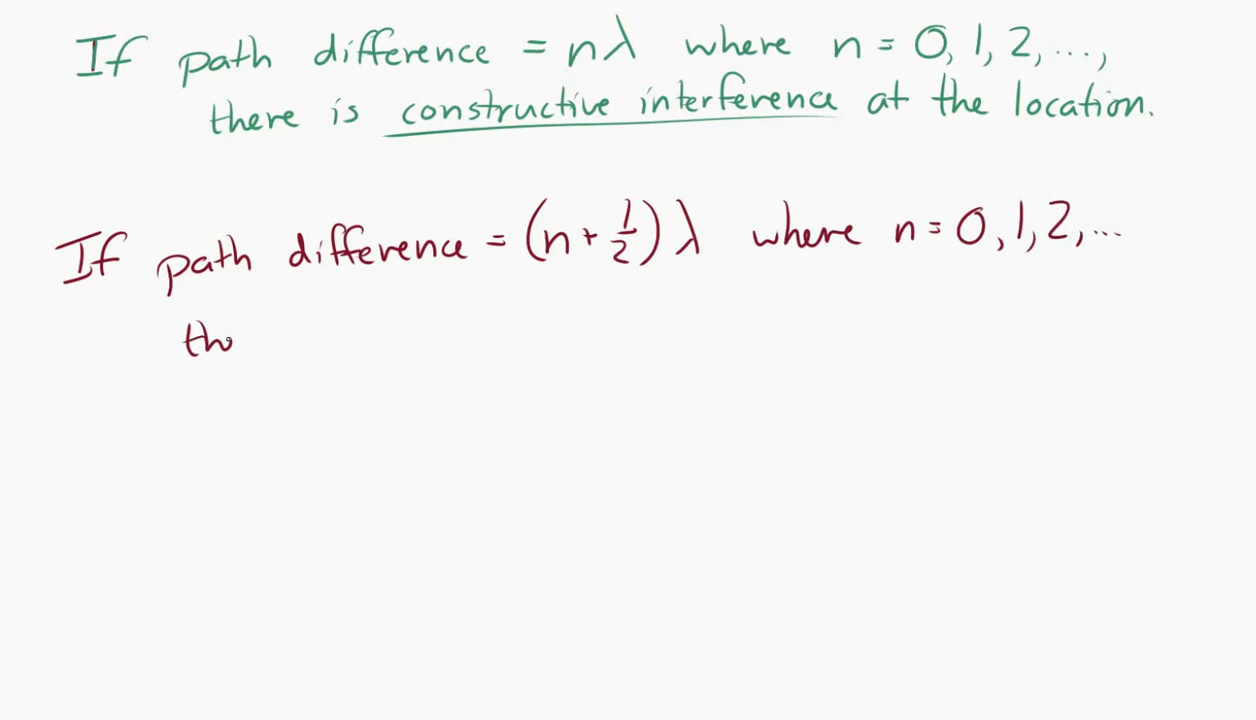 If path difference = nλ where n = 0, 1, 2, ...,
there is constructive interference at the location.
If path difference = (n + 1/2) λ where n = 0, 1, 2, ...
the